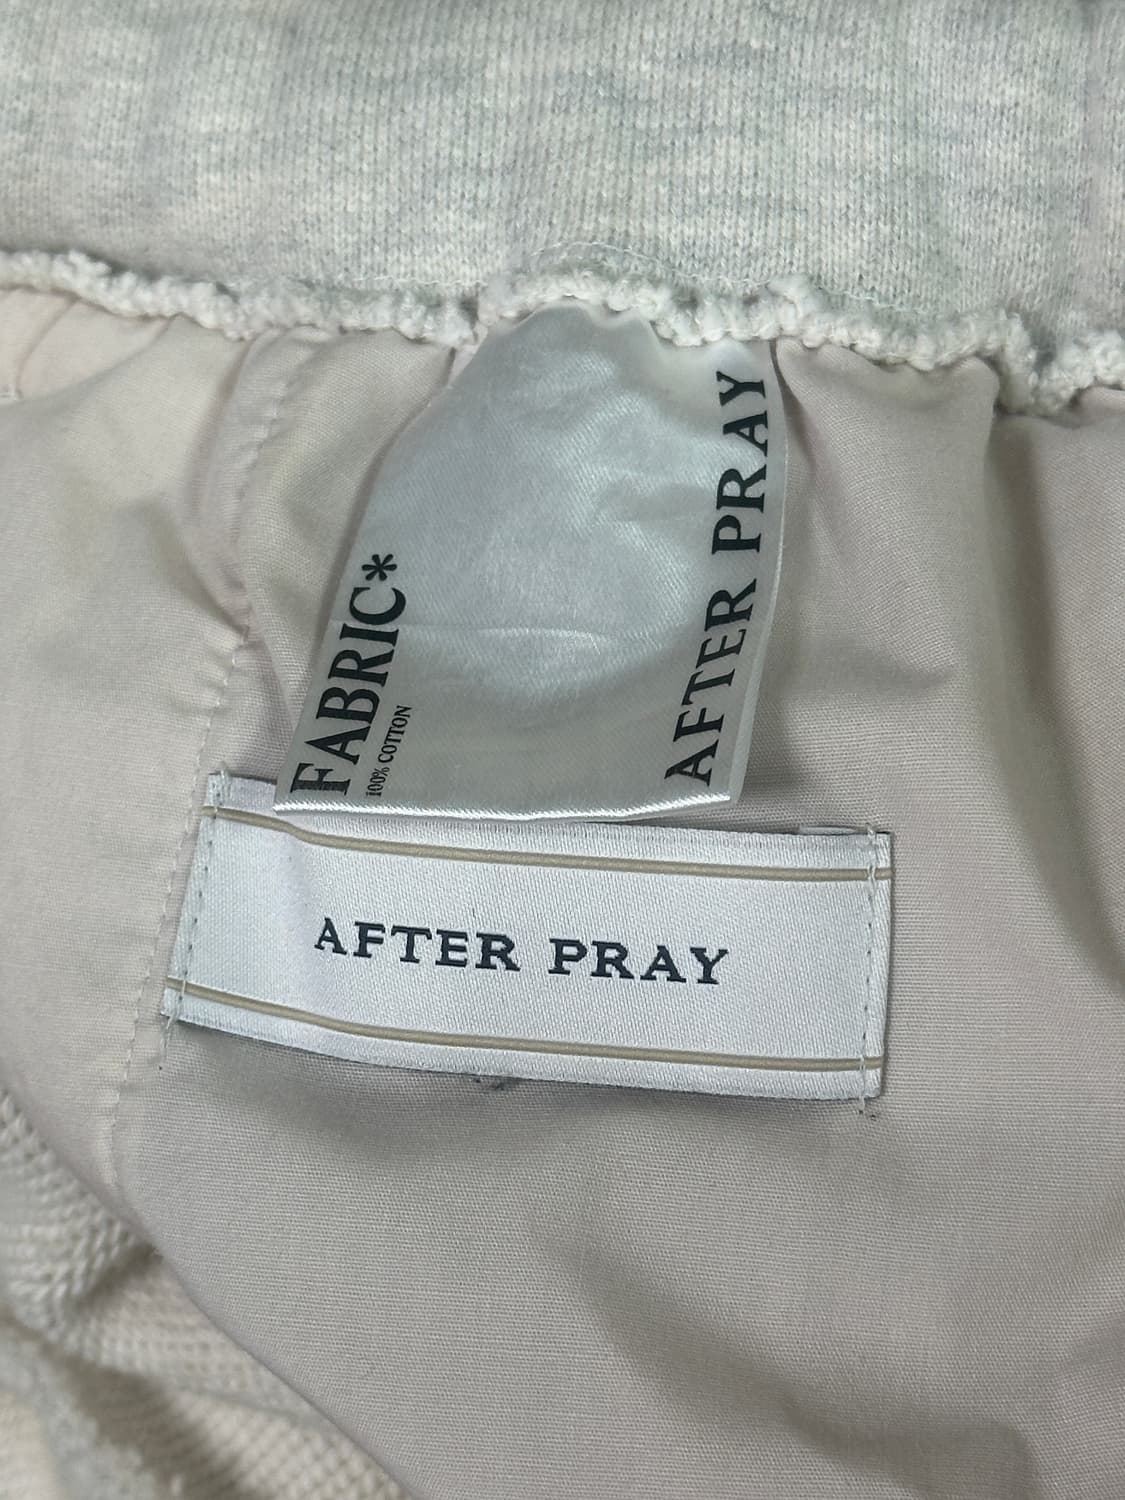 FABRIC*
100% COTTON
AFTER PRAY
AFTER PRAY